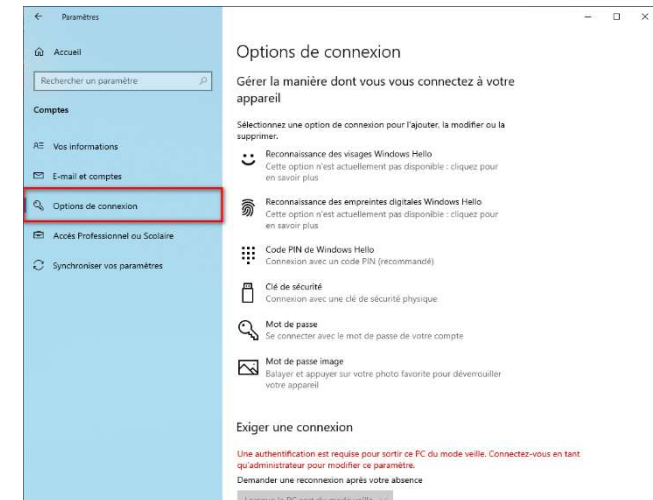 Paramètres
Accueil
Rechercher un paramètre
Comptes
Vos informations
E-mail et comptes
Options de connexion
Accès Professionnel ou Scolaire
Synchroniser vos paramètres
Options de connexion
Gérer la manière dont vous vous connectez à votre
appareil
Sélectionnez une option de connexion pour l'ajouter, la modifier ou la
supprimer.
Reconnaissance des visages Windows Hello
Cette option n'est actuellement pas disponible : cliquez pour
en savoir plus
Reconnaissance des empreintes digitales Windows Hello
Cette option n'est actuellement pas disponible : cliquez pour
en savoir plus
Code PIN de Windows Hello
Connexion avec un code PIN (recommandé)
Clé de sécurité
Connexion avec une clé de sécurité physique
Mot de passe
Se connecter avec le mot de passe de votre compte
Mot de passe image
Balayer et appuyer sur votre photo favorite pour déverrouiller
votre appareil
Exiger une connexion
Une authentification est requise pour sortir ce PC du mode veille. Connectez-vous en tant
qu'administrateur pour modifier ce paramètre.
Demander une reconnexion après votre absence
Lorsque le PC sort du mode veille